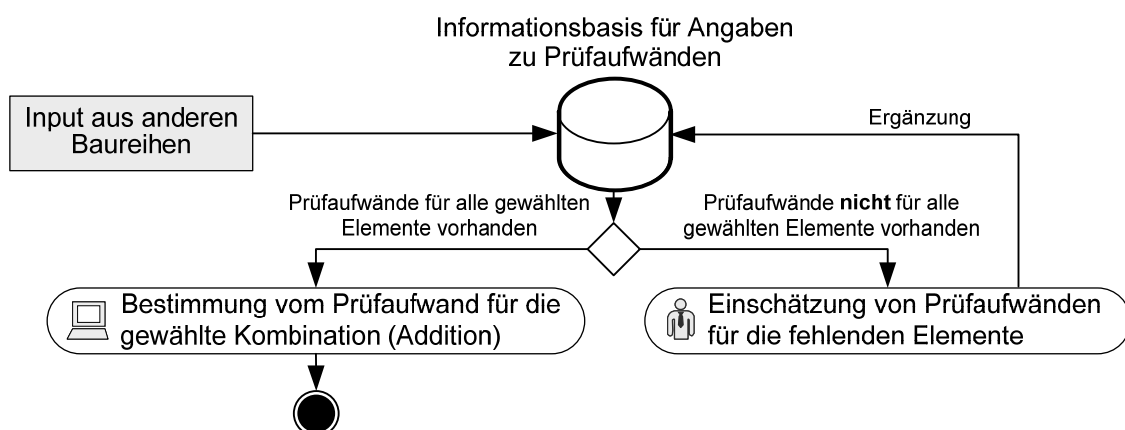 Informationsbasis für Angaben
zu Prüfaufwänden
Input aus anderen
Baureihen
Ergänzung
Prüfaufwände für alle gewählten
Elemente vorhanden
Prüfaufwände nicht für alle
gewählten Elementen vorhanden
Bestimmung vom Prüfaufwand für die
gewählte Kombination (Addition)
Einschätzung von Prüfaufwänden
für die fehlenden Elemente